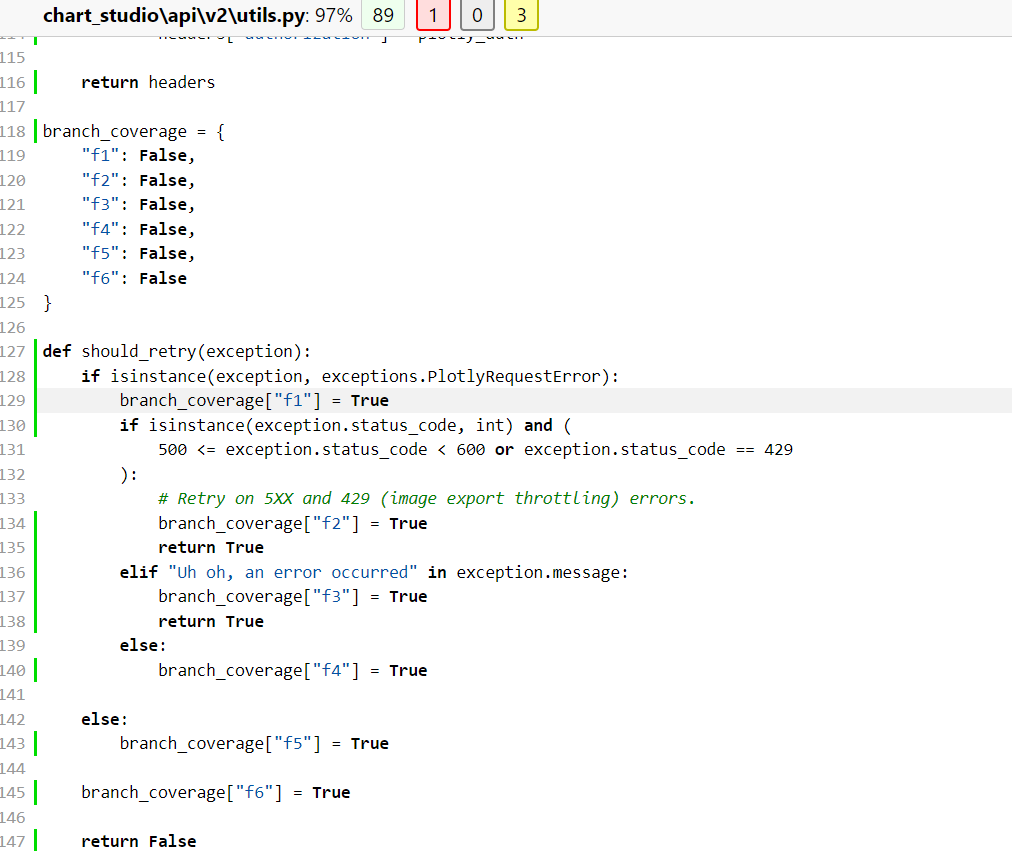 chart_studio\api\v2\utils.py: 97% 89 1 0 3
115
116 return headers
117
118 branch_coverage = {
119 "f1": False,
120 "f2": False,
121 "f3": False,
122 "f4": False,
123 "f5": False,
124 "f6": False
125 }
126
127 def should_retry(exception):
128 if isinstance(exception, exceptions.PlotlyRequestError):
129 branch_coverage["f1"] = True
130 if isinstance(exception.status_code, int) and (
131 500 <= exception.status_code < 600 or exception.status_code == 429
132 ):
133 # Retry on 5XX and 429 (image export throttling) errors.
134 branch_coverage["f2"] = True
135 return True
136 elif "Uh oh, an error occurred" in exception.message:
137 branch_coverage["f3"] = True
138 return True
139 else:
140 branch_coverage["f4"] = True
141
142 else:
143 branch_coverage["f5"] = True
144
145 branch_coverage["f6"] = True
146
147 return False